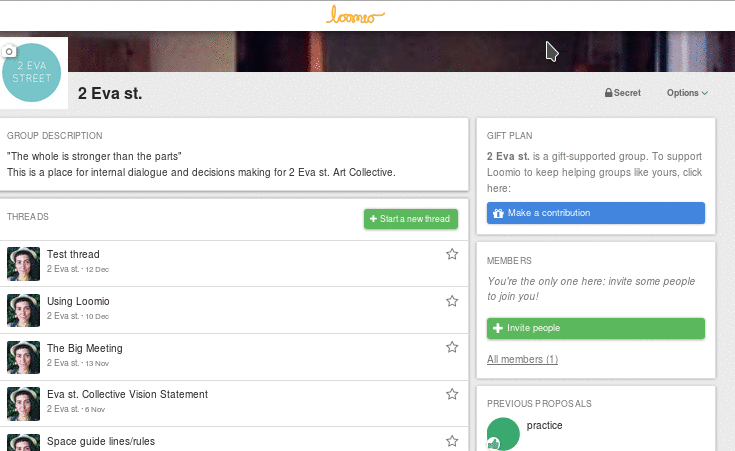 loomio
2 EVA
STREET
2 Eva st.
Secret
Options
GROUP DESCRIPTION
"The whole is stronger than the parts"
This is a place for internal dialogue and decisions making for 2 Eva st. Art Collective.
THREADS
Start a new thread
Test thread
2 Eva st. · 12 Dec
Using Loomio
2 Eva st. · 10 Dec
The Big Meeting
2 Eva st. · 13 Nov
Eva st. Collective Vision Statement
2 Eva st. · 6 Nov
Space guide lines/rules
GIFT PLAN
2 Eva st. is a gift-supported group. To support
Loomio to keep helping groups like yours, click
here:
Make a contribution
MEMBERS
You're the only one here: invite some people
to join you!
Invite people
All members (1)
PREVIOUS PROPOSALS
practice